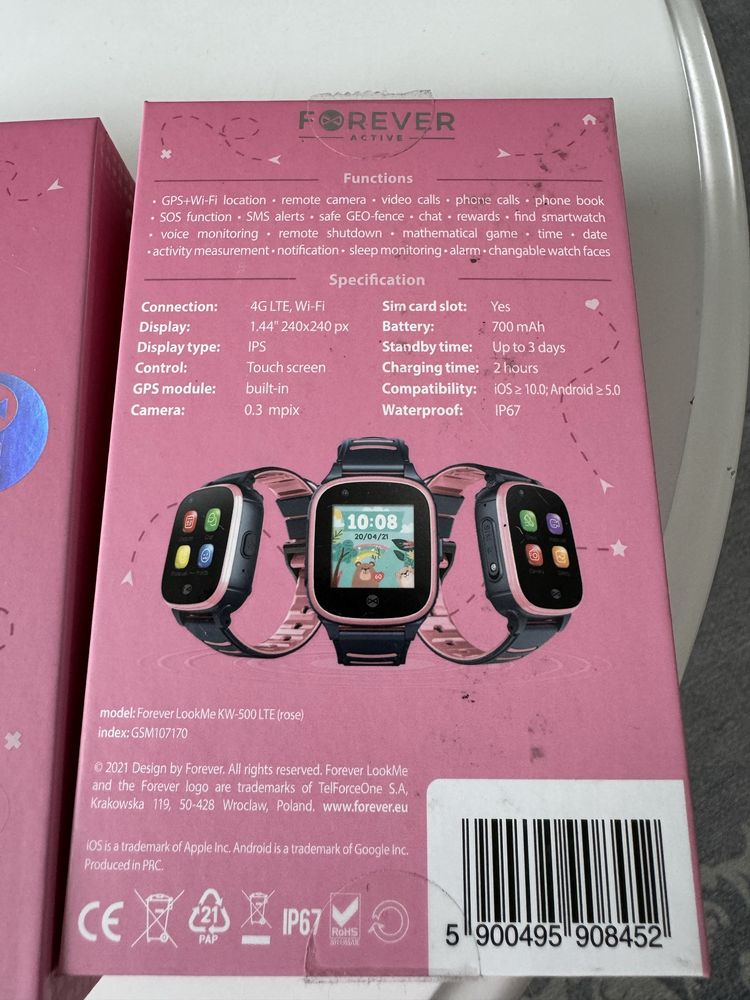 FOREVER
ACTIVE
Functions
• GPS+Wi-Fi location • remote camera • video calls • phone calls • phone book
• SOS function • SMS alerts • safe GEO-fence • chat • rewards • find smartwatch
• voice monitoring • remote shutdown • mathematical game • time • date
• activity measurement • notification • sleep monitoring • alarm • changable watch faces
Specification
Connection: 4G LTE, Wi-Fi
Display: 1.44" 240x240 px
Display type: IPS
Control: Touch screen
GPS module: built-in
Camera: 0.3 mpix
Sim card slot: Yes
Battery: 700 mAh
Standby time: Up to 3 days
Charging time: 2 hours
Compatibility: iOS ≥ 10.0; Android ≥ 5.0
Waterproof: IP67
10:08
20/04/21
60
model: Forever LookMe KW-500 LTE (rose)
index: GSM107170
© 2021 Design by Forever. All rights reserved. Forever LookMe
and the Forever logo are trademarks of TelForceOne S.A,
Krakowska 119, 50-428 Wroclaw, Poland. www.forever.eu
iOS is a trademark of Apple Inc. Android is a trademark of Google Inc.
Produced in PRC.
CE
21
PAP
IP67
RoHS
5 900495 908452